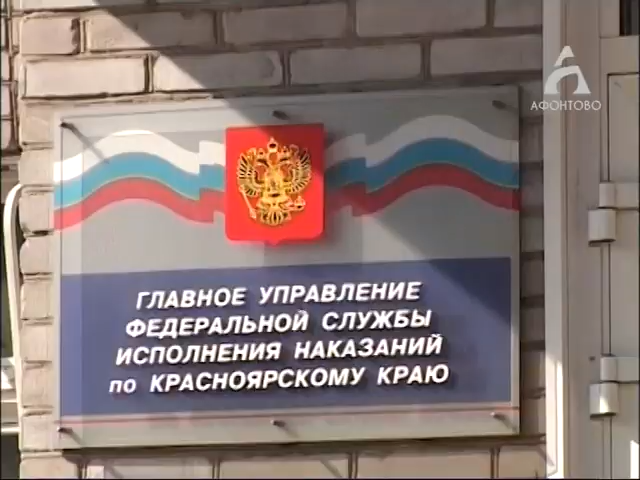 АФОНТОВО
ГЛАВНОЕ УПРАВЛЕНИЕ
ФЕДЕРАЛЬНОЙ СЛУЖБЫ
ИСПОЛНЕНИЯ НАКАЗАНИЙ
по КРАСНОЯРСКОМУ КРАЮ